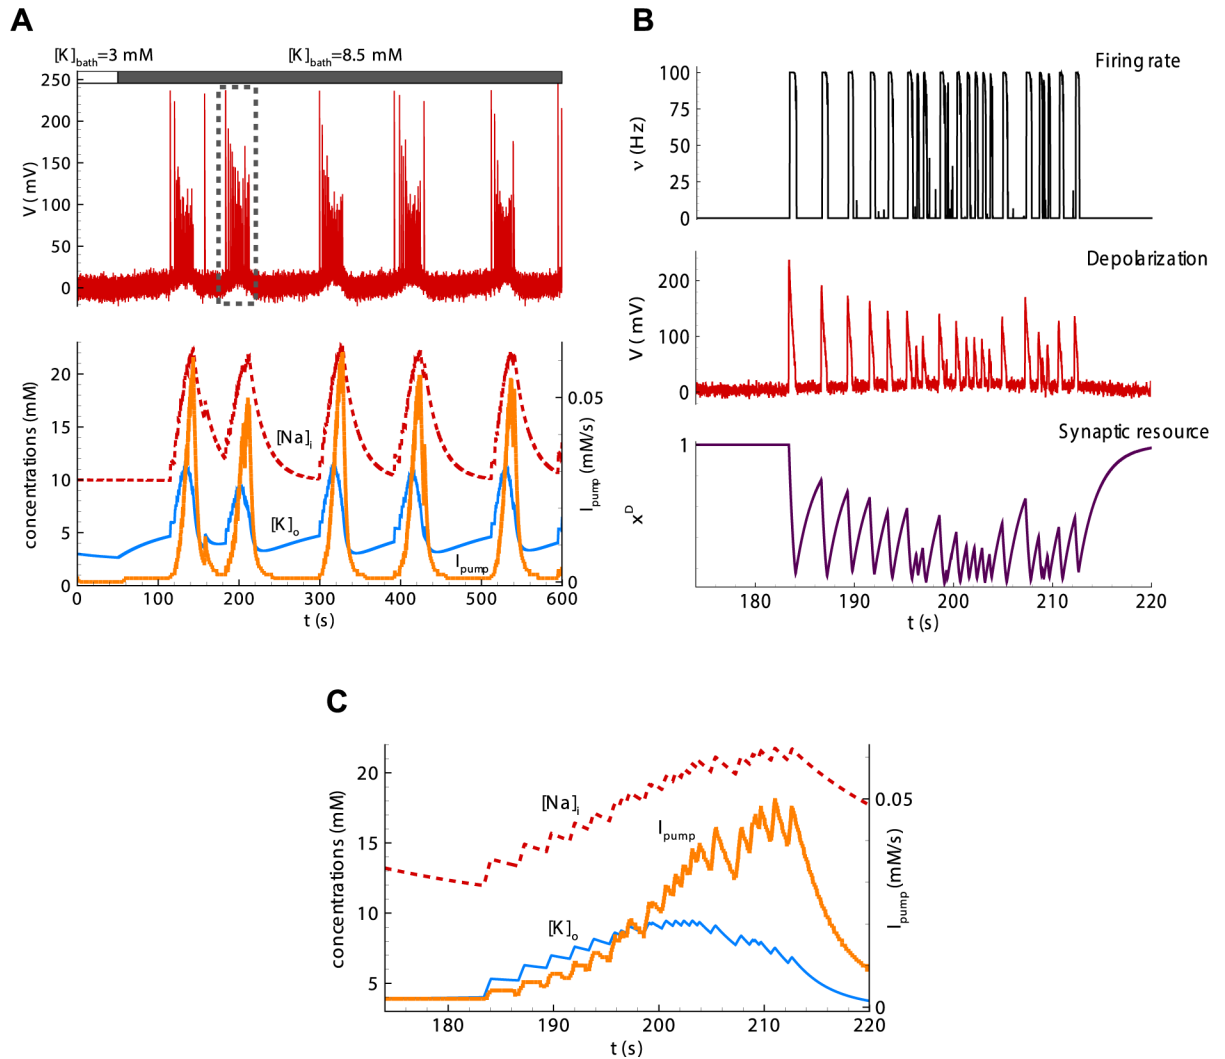 A
[K]bath=3 mM
[K]bath=8.5 mM
250
200
150
100
50
0
V (mV)
20
15
10
5
0
concentrations (mM)
[Na]i
[K]o
Ipump
0.05
0
Ipump (mM/s)
0 100 200 300 400 500 600
t (s)
B
Firing rate
100
75
50
25
0
ν (Hz)
Depolarization
200
100
0
V (mV)
Synaptic resource
1
xD
180 190 200 210 220
t (s)
C
20
15
10
5
concentrations (mM)
[Na]i
Ipump
[K]o
0.05
0
Ipump (mM/s)
180 190 200 210 220
t (s)